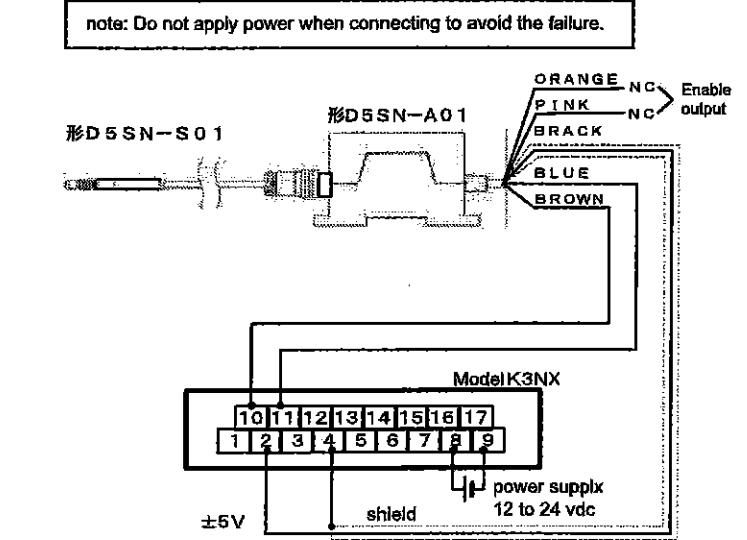 note: Do not apply power when connecting to avoid the failure.
ORANGE NC
Enable
output
PINK NC
形D5SN-A01
形D5SN-S01
BRACK
BLUE
BROWN
Model K3NX
10 11 12 13 14 15 16 17
1 2 3 4 5 6 7 8 9
power supplx
12 to 24 vdc
±5V
shield